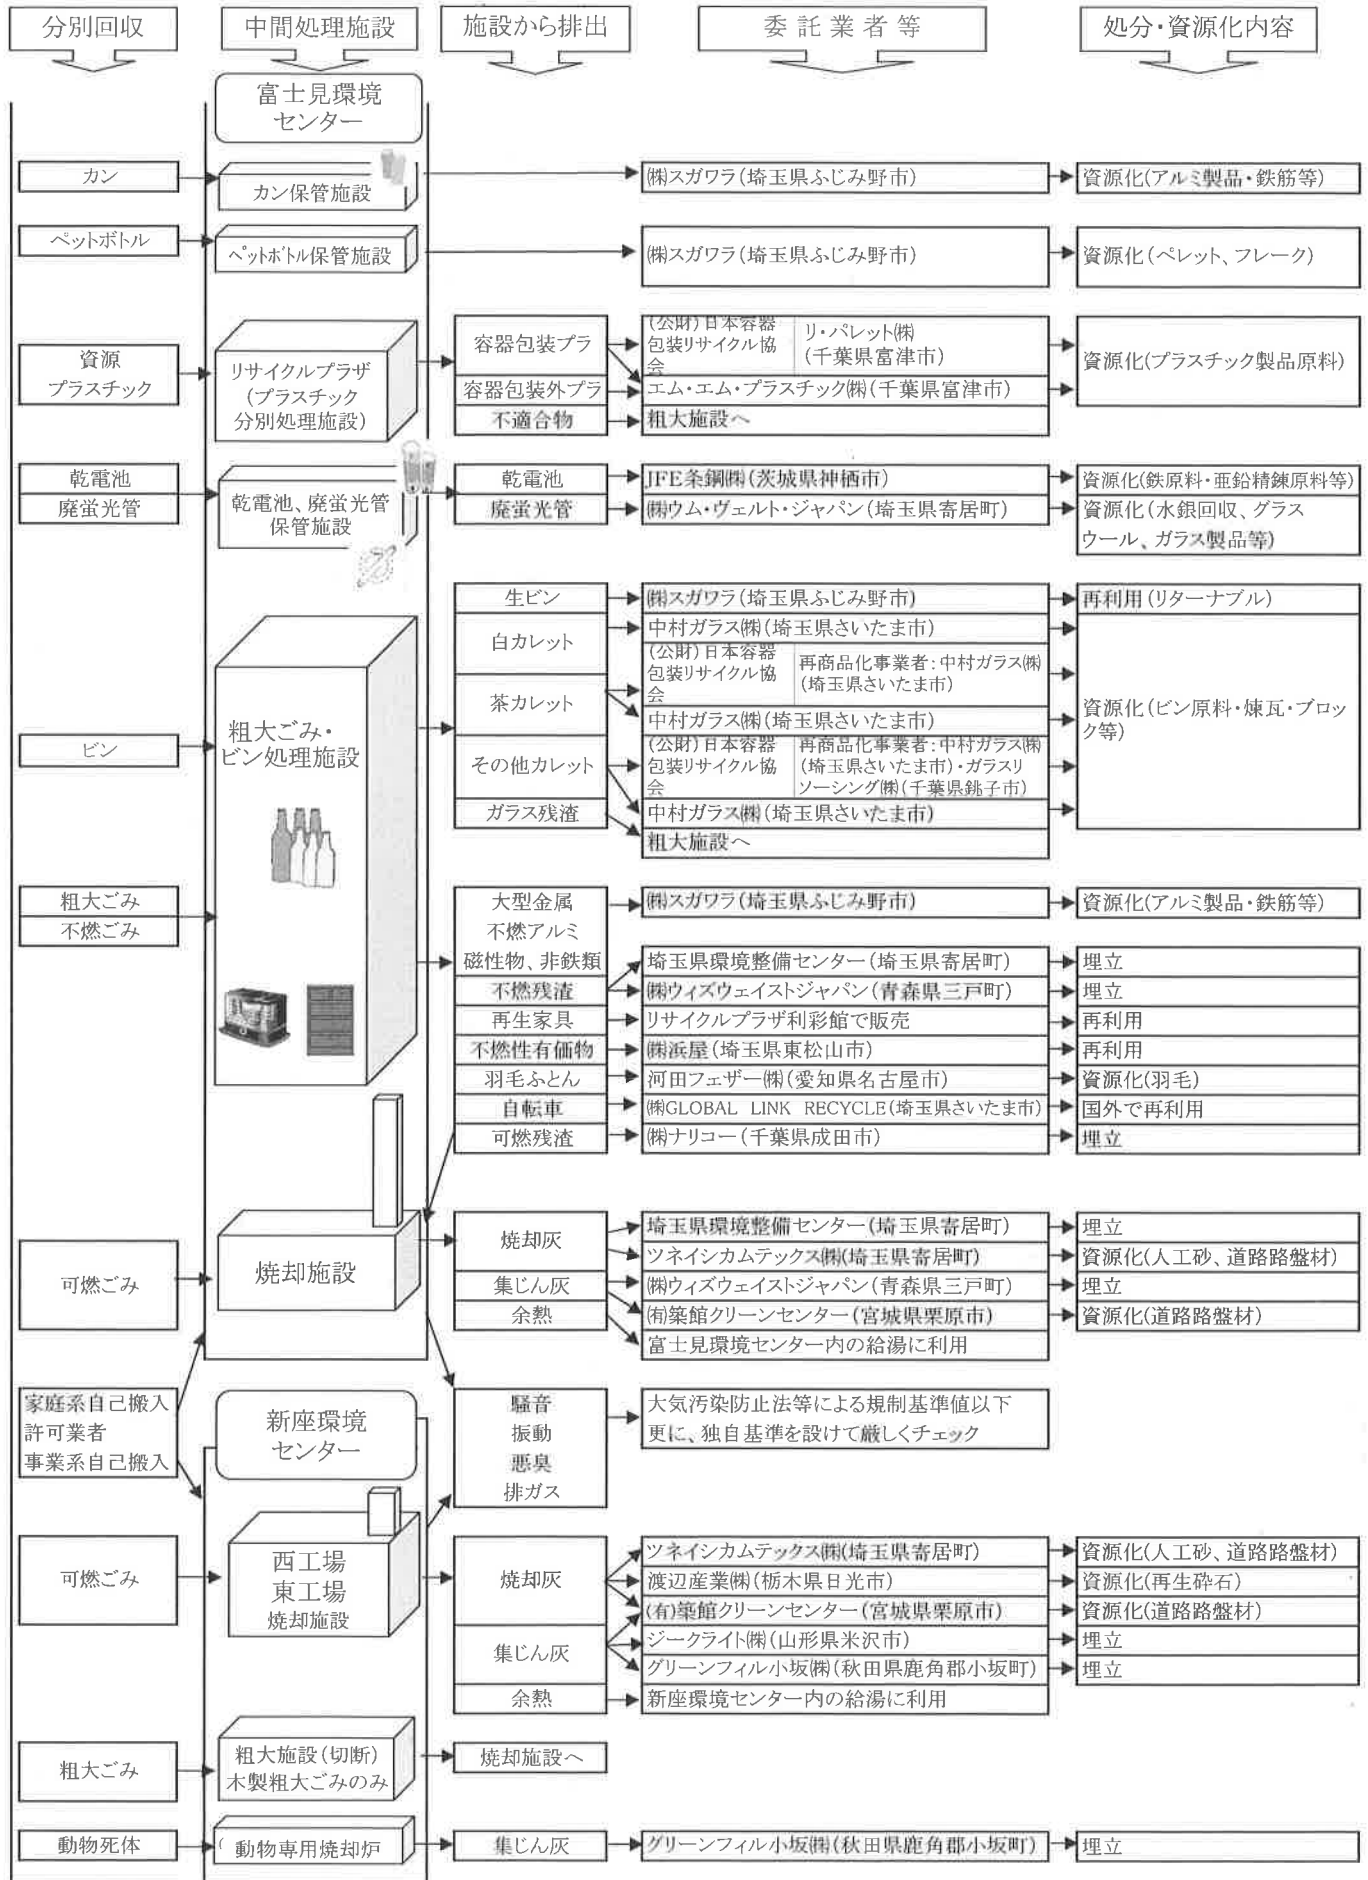 分別回収
中間処理施設
施設から排出
委託業者等
処分・資源化内容
富士見環境
センター
カン
カン保管施設
㈱スガワラ(埼玉県ふじみ野市)
資源化(アルミ製品・鉄筋等)
ペットボトル
ペットボトル保管施設
㈱スガワラ(埼玉県ふじみ野市)
資源化(ペレット、フレーク)
資源
プラスチック
リサイクルプラザ
(プラスチック
分別処理施設)
容器包装プラ
(公財)日本容器
包装リサイクル協
会
リ・パレット㈱
(千葉県富津市)
資源化(プラスチック製品原料)
容器包装外プラ
エム・エム・プラスチック㈱(千葉県富津市)
不適合物
粗大施設へ
乾電池
廃蛍光管
乾電池、廃蛍光管
保管施設
乾電池
JFE条鋼㈱(茨城県神栖市)
資源化(鉄原料・亜鉛精錬原料等)
廃蛍光管
㈱ウム・ヴェルト・ジャパン(埼玉県寄居町)
資源化(水銀回収、グラス
ウール、ガラス製品等)
ビン
粗大ごみ・
ビン処理施設
生ビン
㈱スガワラ(埼玉県ふじみ野市)
再利用(リターナブル)
白カレット
中村ガラス㈱(埼玉県さいたま市)
(公財)日本容器
包装リサイクル協
会
再商品化事業者:中村ガラス㈱
(埼玉県さいたま市)
茶カレット
中村ガラス㈱(埼玉県さいたま市)
資源化(ビン原料・煉瓦・ブロッ
ク等)
その他カレット
(公財)日本容器
包装リサイクル協
会
再商品化事業者:中村ガラス㈱
(埼玉県さいたま市)・ガラスリ
ソーシング㈱(千葉県銚子市)
ガラス残渣
中村ガラス㈱(埼玉県さいたま市)
粗大施設へ
粗大ごみ
不燃ごみ
大型金属
不燃アルミ
磁性物、非鉄類
㈱スガワラ(埼玉県ふじみ野市)
資源化(アルミ製品・鉄筋等)
埼玉県環境整備センター(埼玉県寄居町)
埋立
不燃残渣
㈱ウィズウェイストジャパン(青森県三戸町)
埋立
再生家具
リサイクルプラザ利彩館で販売
再利用
不燃性有価物
㈱浜屋(埼玉県東松山市)
再利用
羽毛ふとん
河田フェザー㈱(愛知県名古屋市)
資源化(羽毛)
自転車
㈱GLOBAL LINK RECYCLE(埼玉県さいたま市)
国外で再利用
可燃残渣
㈱ナリコー(千葉県成田市)
埋立
可燃ごみ
焼却施設
焼却灰
埼玉県環境整備センター(埼玉県寄居町)
埋立
ツネイシカムテックス㈱(埼玉県寄居町)
資源化(人工砂、道路路盤材)
集じん灰
㈱ウィズウェイストジャパン(青森県三戸町)
埋立
余熱
㈲築館クリーンセンター(宮城県栗原市)
資源化(道路路盤材)
富士見環境センター内の給湯に利用
家庭系自己搬入
許可業者
事業系自己搬入
新座環境
センター
騒音
振動
悪臭
排ガス
大気汚染防止法等による規制基準値以下
更に、独自基準を設けて厳しくチェック
可燃ごみ
西工場
東工場
焼却施設
焼却灰
ツネイシカムテックス㈱(埼玉県寄居町)
資源化(人工砂、道路路盤材)
渡辺産業㈱(栃木県日光市)
資源化(再生砕石)
(有)築館クリーンセンター(宮城県栗原市)
資源化(道路路盤材)
集じん灰
ジークライト㈱(山形県米沢市)
埋立
グリーンフィル小坂㈱(秋田県鹿角郡小坂町)
埋立
余熱
新座環境センター内の給湯に利用
粗大ごみ
粗大施設(切断)
木製粗大ごみのみ
焼却施設へ
動物死体
動物専用焼却炉
集じん灰
グリーンフィル小坂㈱(秋田県鹿角郡小坂町)
埋立